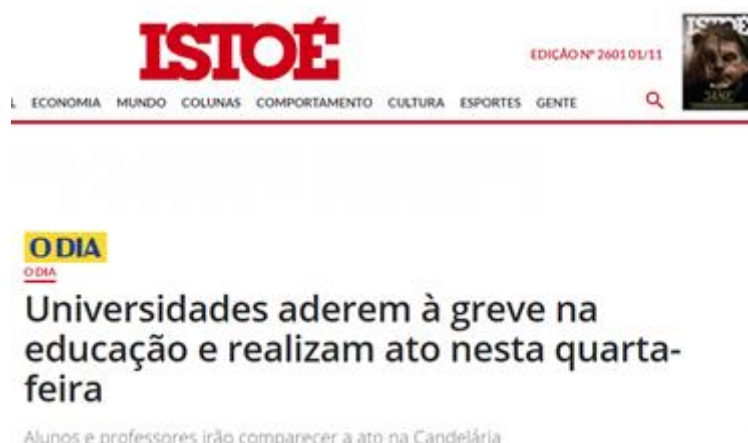 ISTOÉ
EDIÇÃO Nº 2601 01/11
ECONOMIA MUNDO COLUNAS COMPORTAMENTO CULTURA ESPORTES GENTE
O DIA
O DIA
Universidades aderem à greve na
educação e realizam ato nesta quarta-
feira
Alunos e professores irão comparecer a ato na Candelária